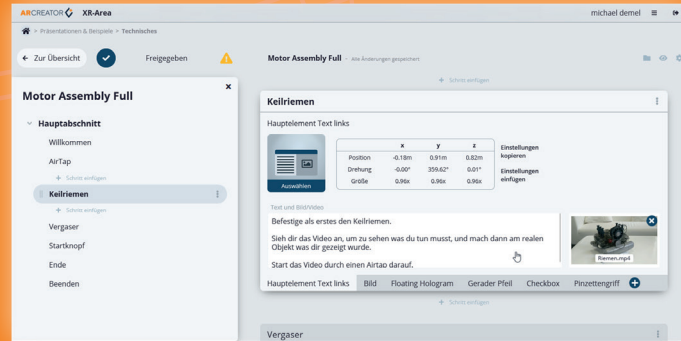 ARCREATOR XR-Area
michael demel
> Präsentationen & Beispiele > Technisches
← Zur Übersicht
Freigegeben
Motor Assembly Full - Alle Änderungen gespeichert
+ Schritt einfügen
Motor Assembly Full
x
Hauptabschnitt
Willkommen
AirTap
+ Schritt einfügen
Keilriemen
+ Schritt einfügen
Vergaser
Startknopf
Ende
Beenden
Keilriemen
Hauptelement Text links
Auswählen
x y z
Position -0.18m 0.91m 0.82m
Drehung -0.00° 359.62° 0.01°
Größe 0.96x 0.96x 0.96x
Einstellungen
kopieren
Einstellungen
einfügen
Text und Bild/Video
Befestige als erstes den Keilriemen.
Sieh dir das Video an, um zu sehen was du tun musst, und mach dann am realen
Objekt was dir gezeigt wurde.
Start das Video durch einen Airtap darauf.
Riemen.mp4
Hauptelement Text links Bild Floating Hologram Gerader Pfeil Checkbox Pinzettengriff
+ Schritt einfügen
Vergaser